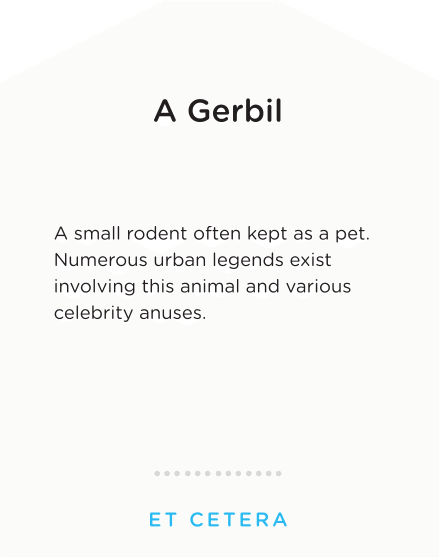 A Gerbil
A small rodent often kept as a pet.
Numerous urban legends exist
involving this animal and various
celebrity anuses.
ET CETERA